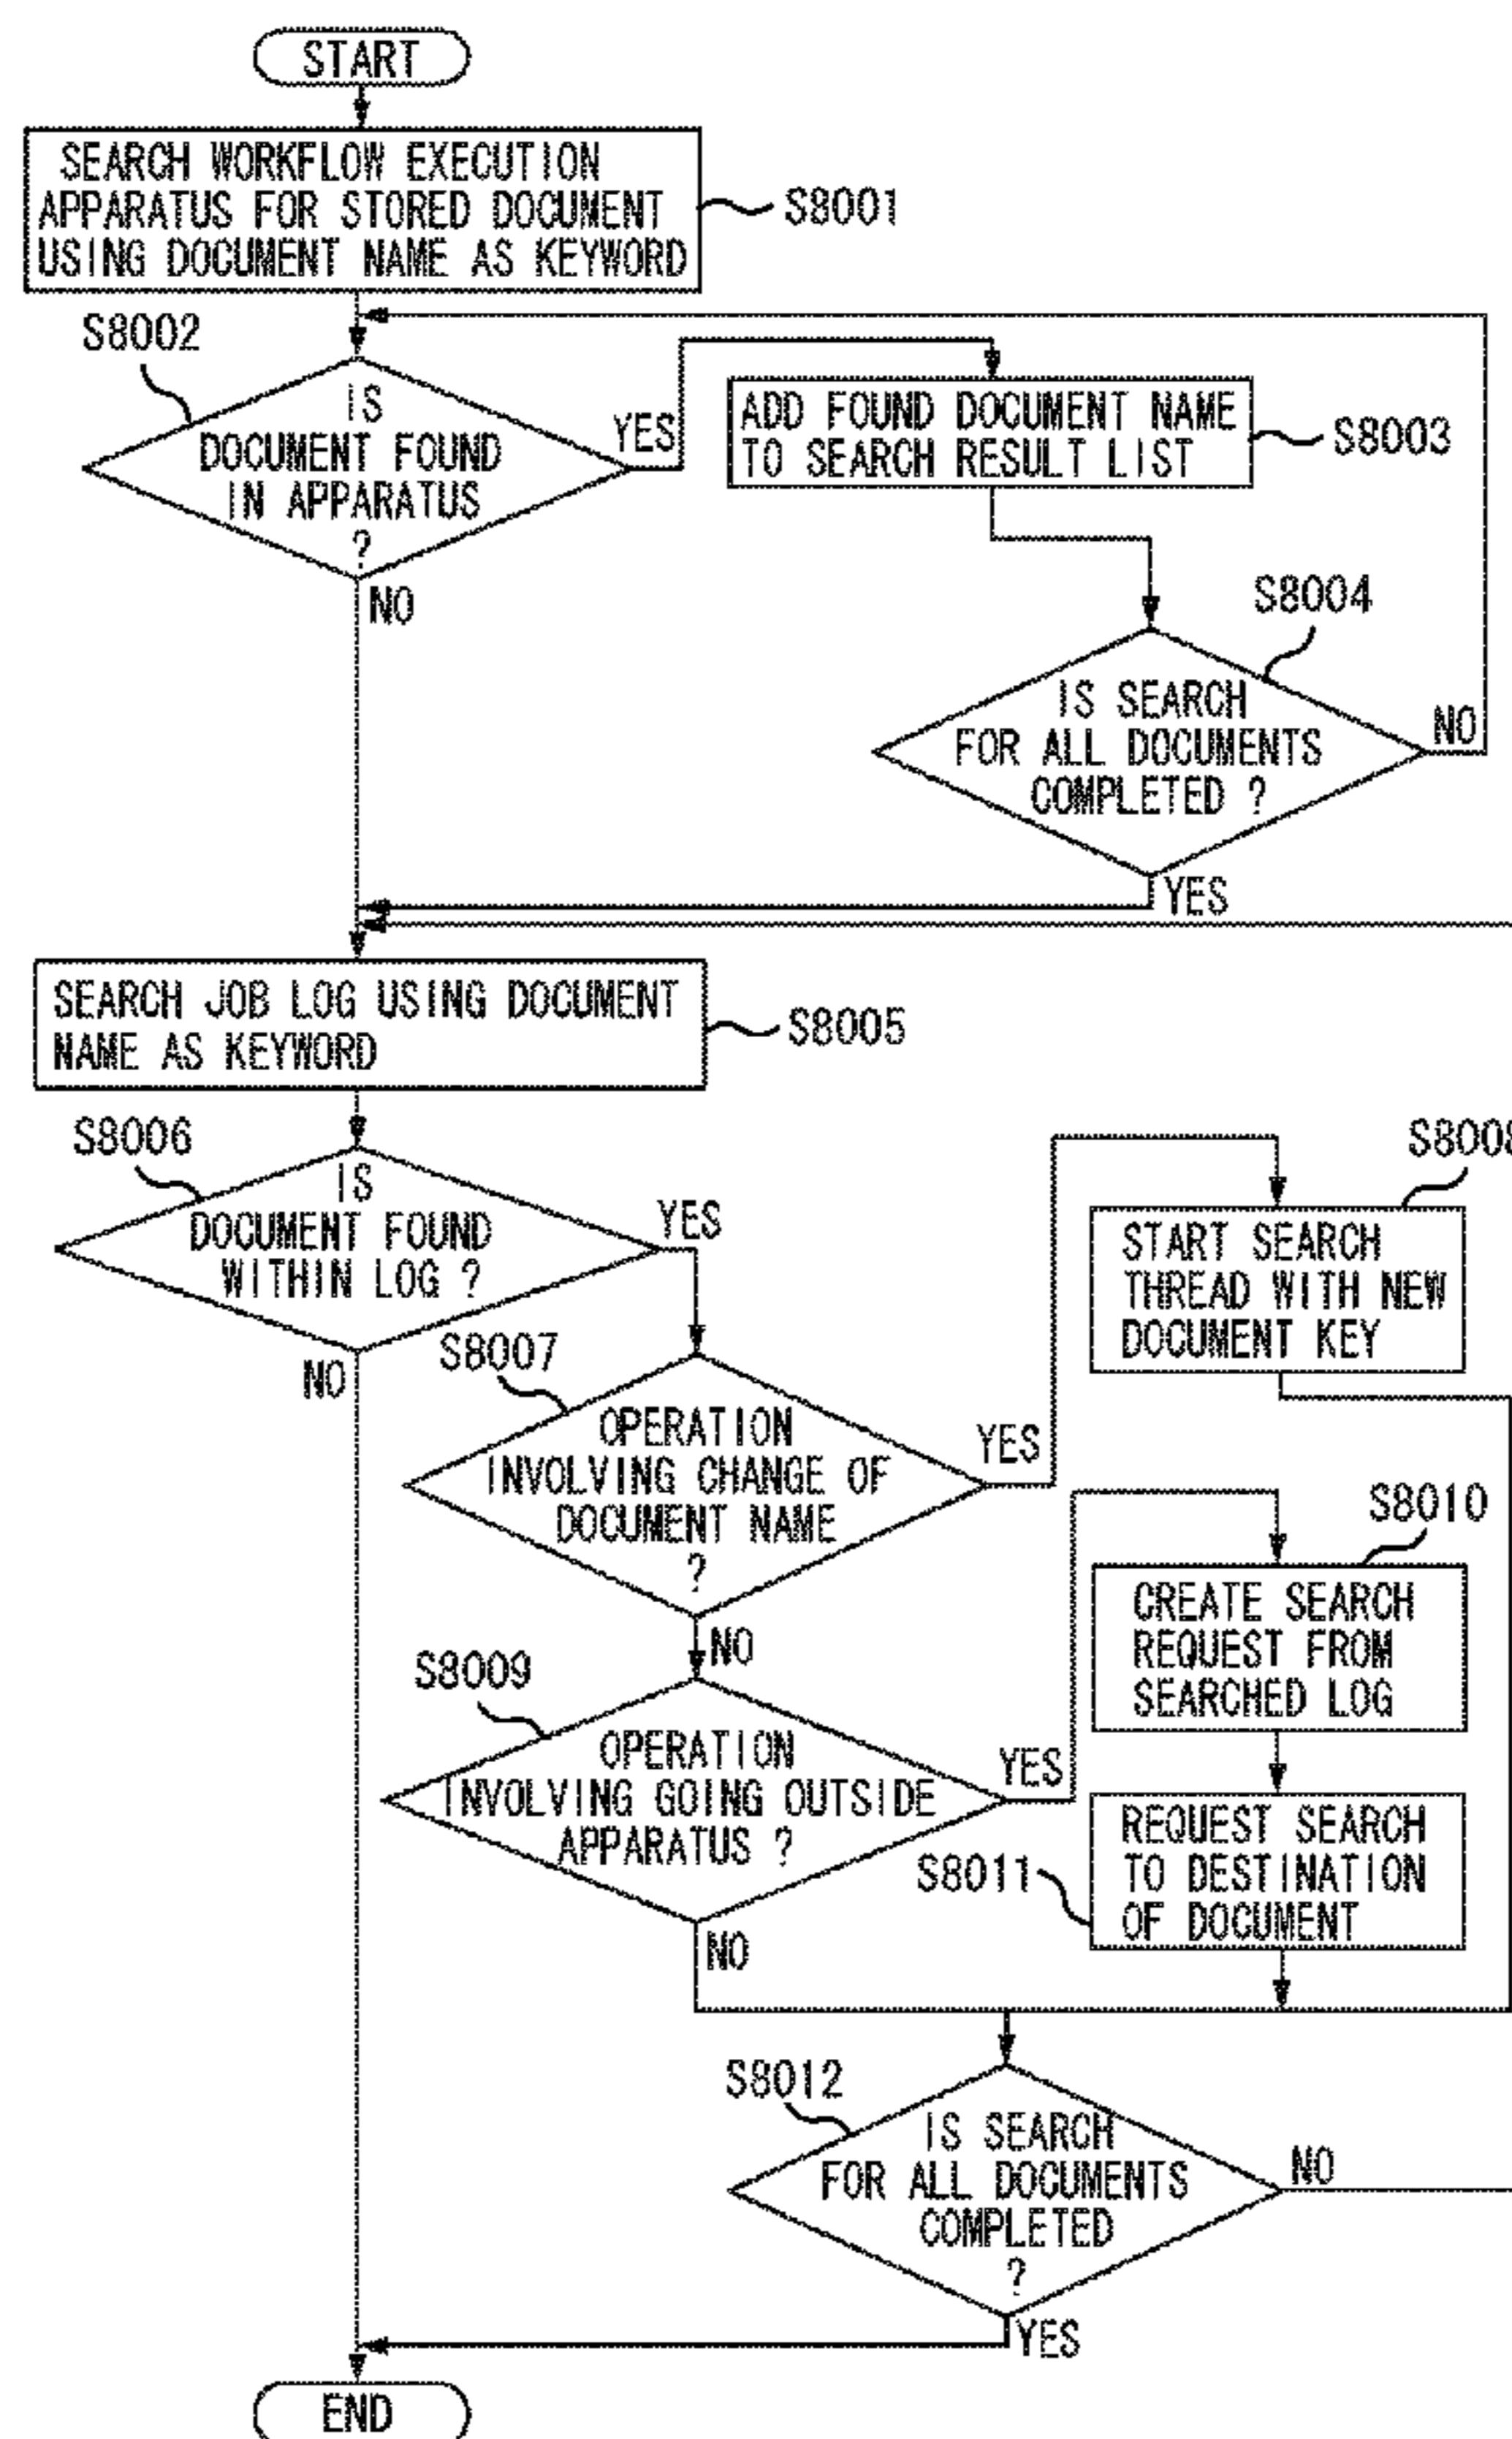 START
SEARCH WORKFLOW EXECUTION
APPARATUS FOR STORED DOCUMENT
USING DOCUMENT NAME AS KEYWORD
S8001
S8002
IS
DOCUMENT FOUND
IN APPARATUS
?
YES
NO
ADD FOUND DOCUMENT NAME
TO SEARCH RESULT LIST
S8003
S8004
IS SEARCH
FOR ALL DOCUMENTS
COMPLETED ?
NO
YES
SEARCH JOB LOG USING DOCUMENT
NAME AS KEYWORD
S8005
S8006
IS
DOCUMENT FOUND
WITHIN LOG ?
YES
NO
S8007
OPERATION
INVOLVING CHANGE OF
DOCUMENT NAME
?
YES
NO
S8008
START SEARCH
THREAD WITH NEW
DOCUMENT KEY
S8009
OPERATION
INVOLVING GOING OUTSIDE
APPARATUS ?
YES
NO
S8010
CREATE SEARCH
REQUEST FROM
SEARCHED LOG
S8011
REQUEST SEARCH
TO DESTINATION
OF DOCUMENT
S8012
IS SEARCH
FOR ALL DOCUMENTS
COMPLETED
?
NO
YES
END